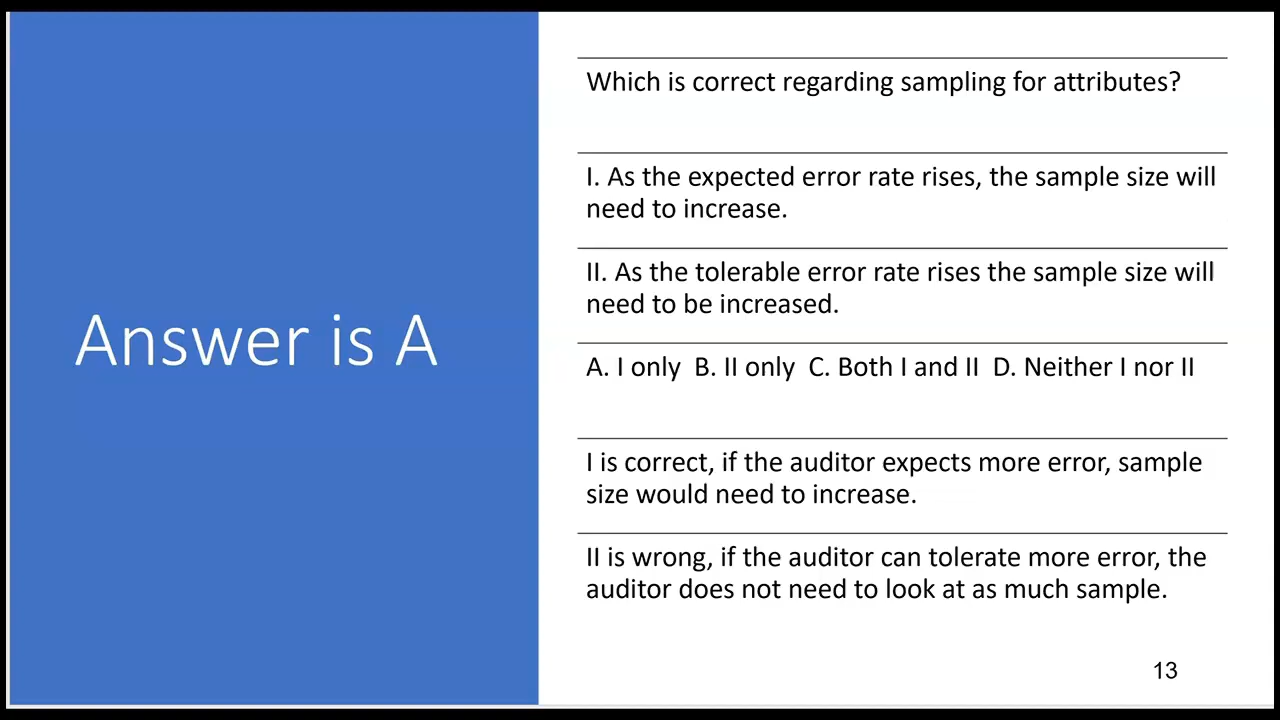 Answer is A
Which is correct regarding sampling for attributes?
I. As the expected error rate rises, the sample size will
need to increase.
II. As the tolerable error rate rises the sample size will
need to be increased.
A. I only  B. II only  C. Both I and II  D. Neither I nor II
I is correct, if the auditor expects more error, sample
size would need to increase.
II is wrong, if the auditor can tolerate more error, the
auditor does not need to look at as much sample.
13